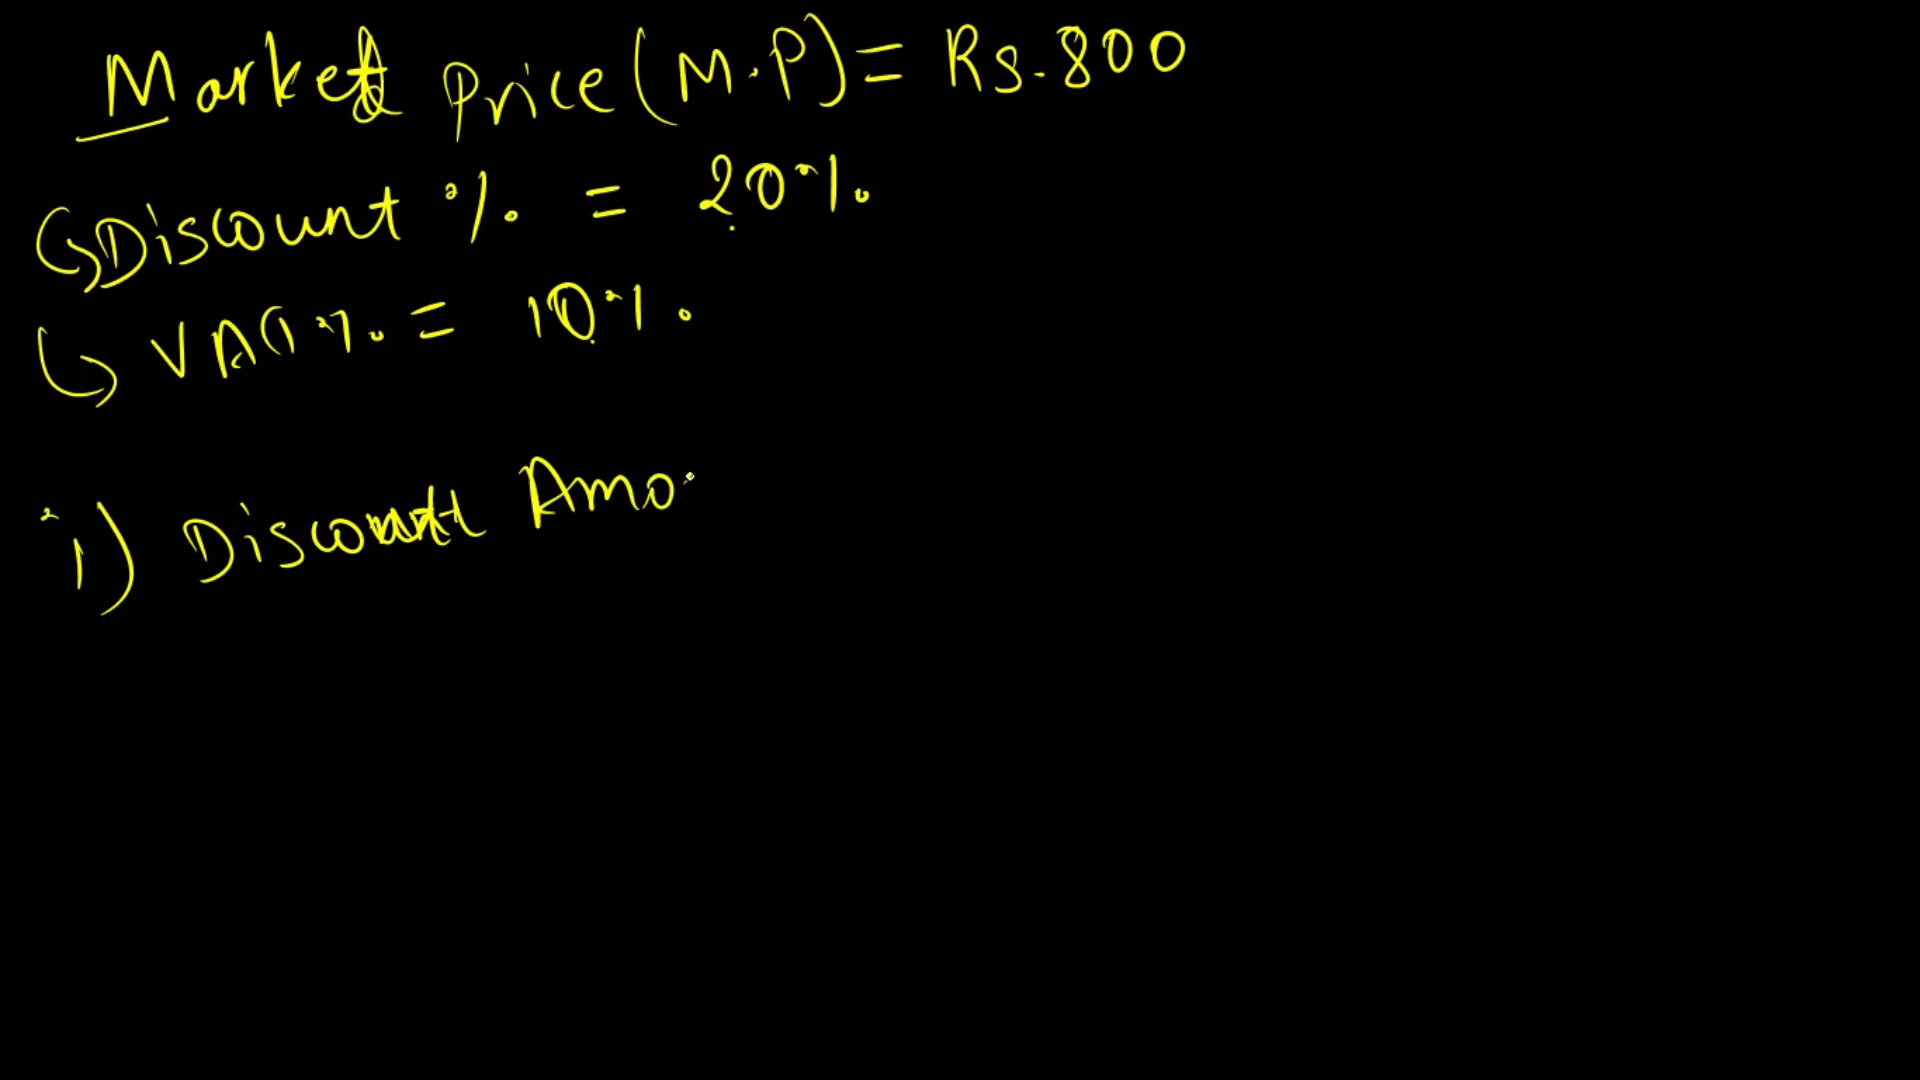 Market Price (M.P) = Rs. 800
Discount % = 20%.
VAT % = 10%.
i) Discount Amo